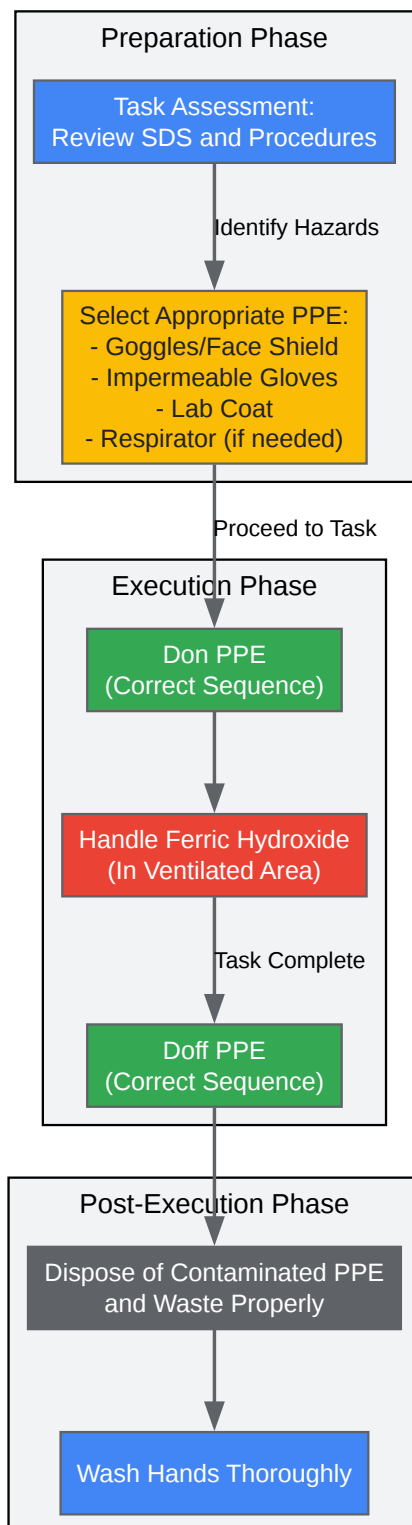 Preparation Phase
Task Assessment:
Review SDS and Procedures
Identify Hazards
Select Appropriate PPE:
- Goggles/Face Shield
- Impermeable Gloves
- Lab Coat
- Respirator (if needed)
Proceed to Task
Execution Phase
Don PPE
(Correct Sequence)
Handle Ferric Hydroxide
(In Ventilated Area)
Task Complete
Doff PPE
(Correct Sequence)
Post-Execution Phase
Dispose of Contaminated PPE
and Waste Properly
Wash Hands Thoroughly